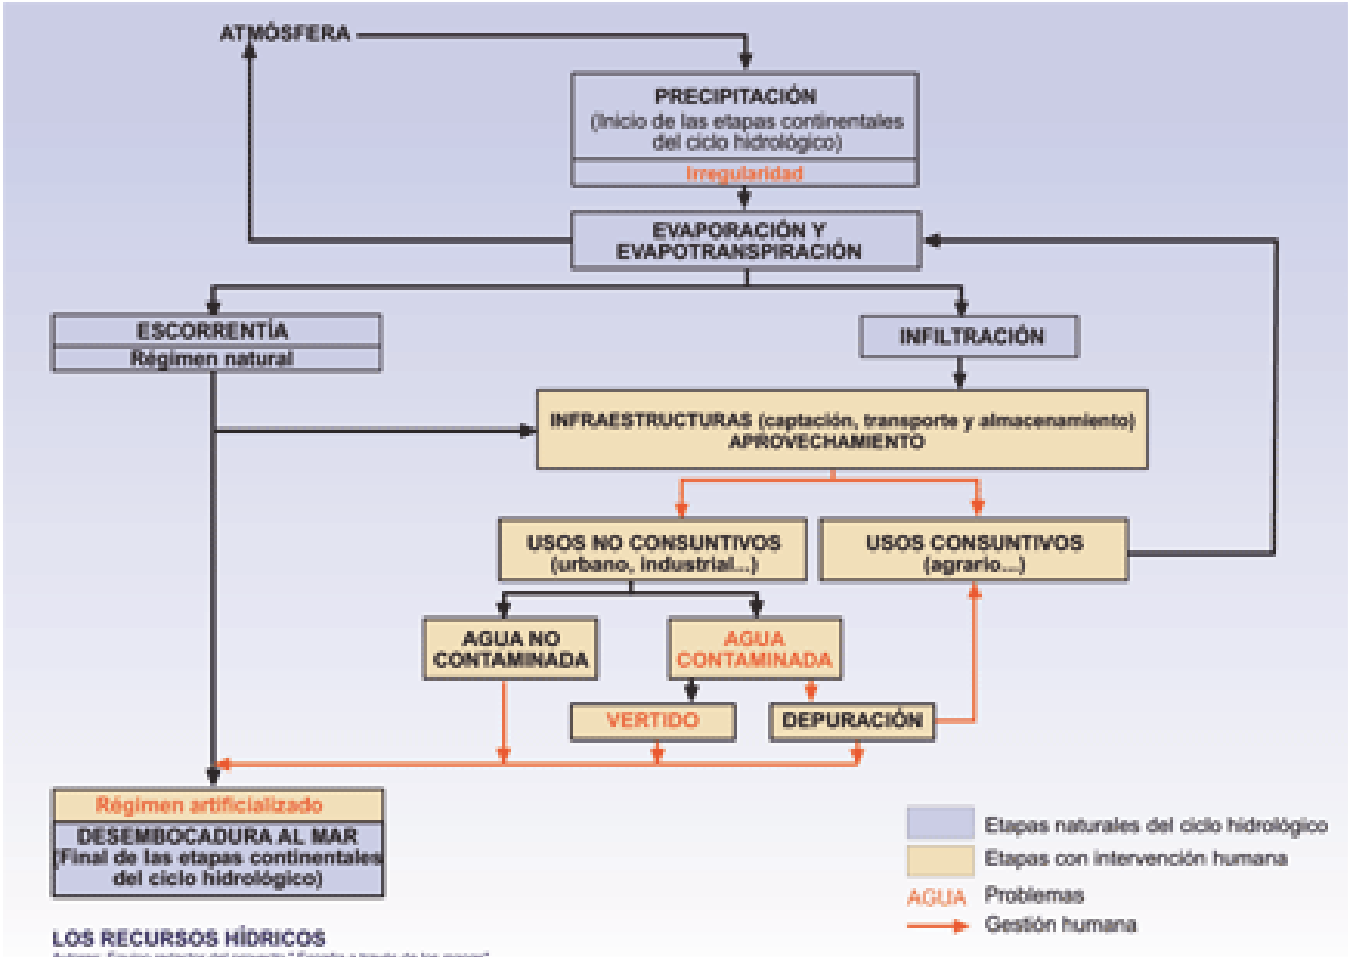 ATMÓSFERA
PRECIPITACIÓN
(Inicio de las etapas continentales
del ciclo hidrológico)
Irregularidad
EVAPORACIÓN Y
EVAPOTRANSPIRACIÓN
ESCORRENTÍA
Régimen natural
INFILTRACIÓN
INFRAESTRUCTURAS (captación, transporte y almacenamiento)
APROVECHAMIENTO
USOS NO CONSUNTIVOS
(urbano, industrial...)
USOS CONSUNTIVOS
(agrario...)
AGUA NO
CONTAMINADA
AGUA
CONTAMINADA
VERTIDO
DEPURACIÓN
Régimen artificializado
DESEMBOCADURA AL MAR
(Final de las etapas continentales
del ciclo hidrológico)
Etapas naturales del ciclo hidrológico
Etapas con intervención humana
AGUA Problemas
Gestión humana
LOS RECURSOS HÍDRICOS